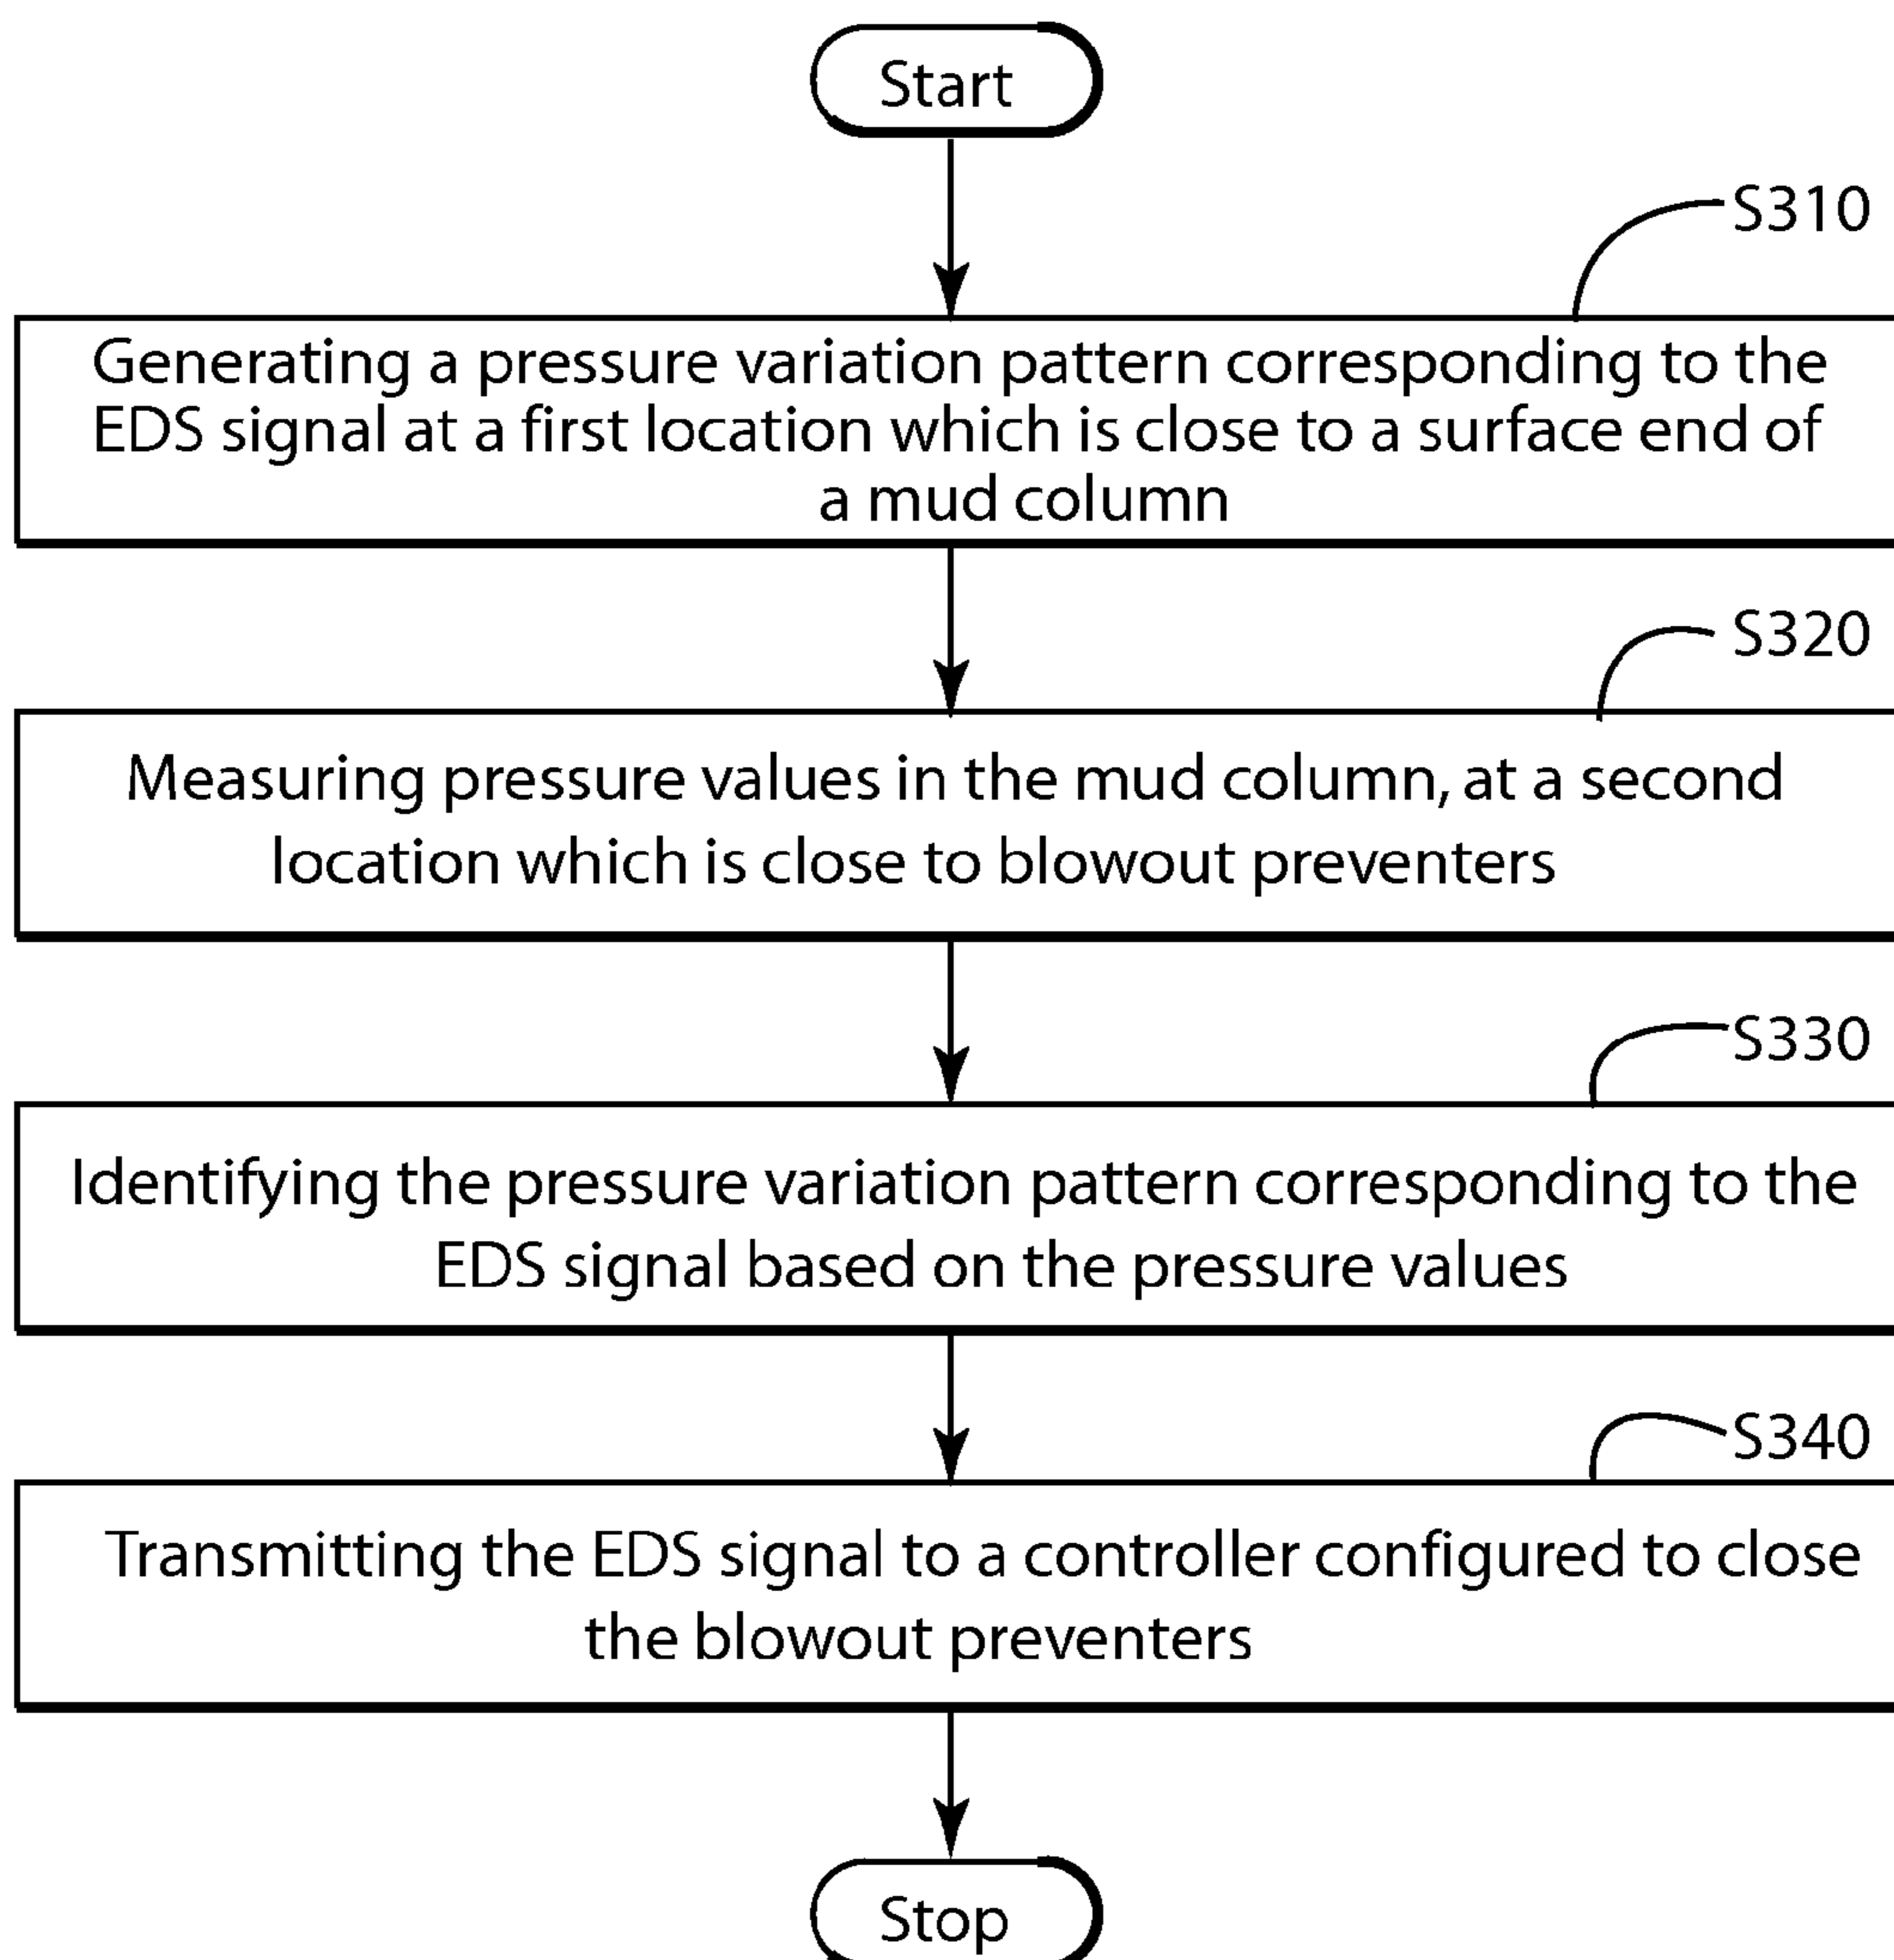 Start
S310
Generating a pressure variation pattern corresponding to the
EDS signal at a first location which is close to a surface end of
a mud column
S320
Measuring pressure values in the mud column, at a second
location which is close to blowout preventers
S330
Identifying the pressure variation pattern corresponding to the
EDS signal based on the pressure values
S340
Transmitting the EDS signal to a controller configured to close
the blowout preventers
Stop